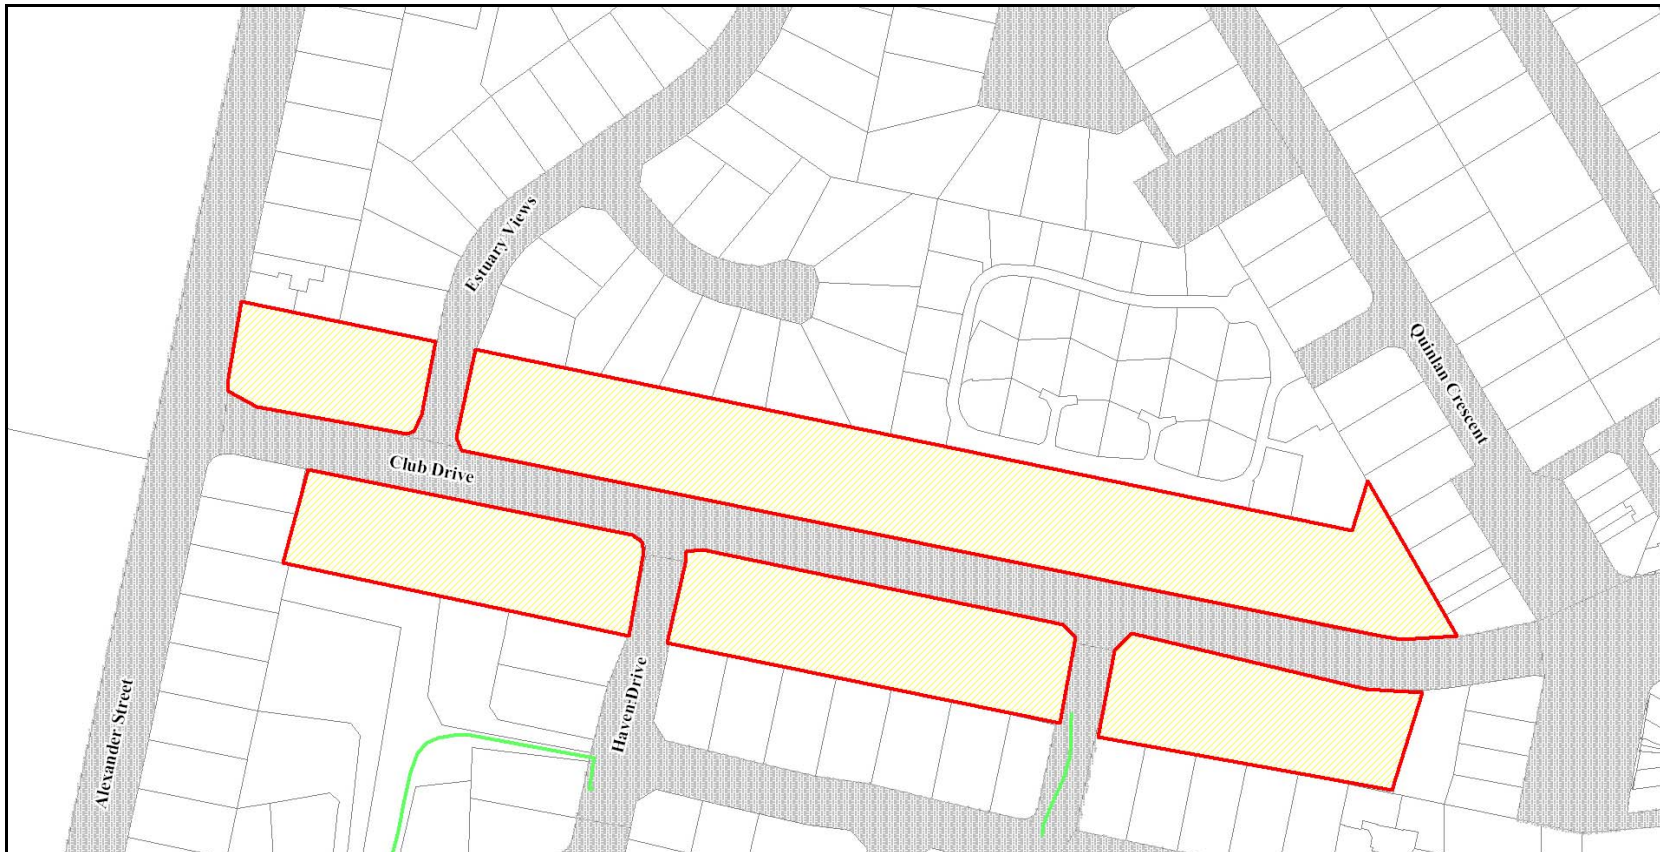 Estuary Views
Quinlan Crescent
Club Drive
Haven Drive
Alexander Street